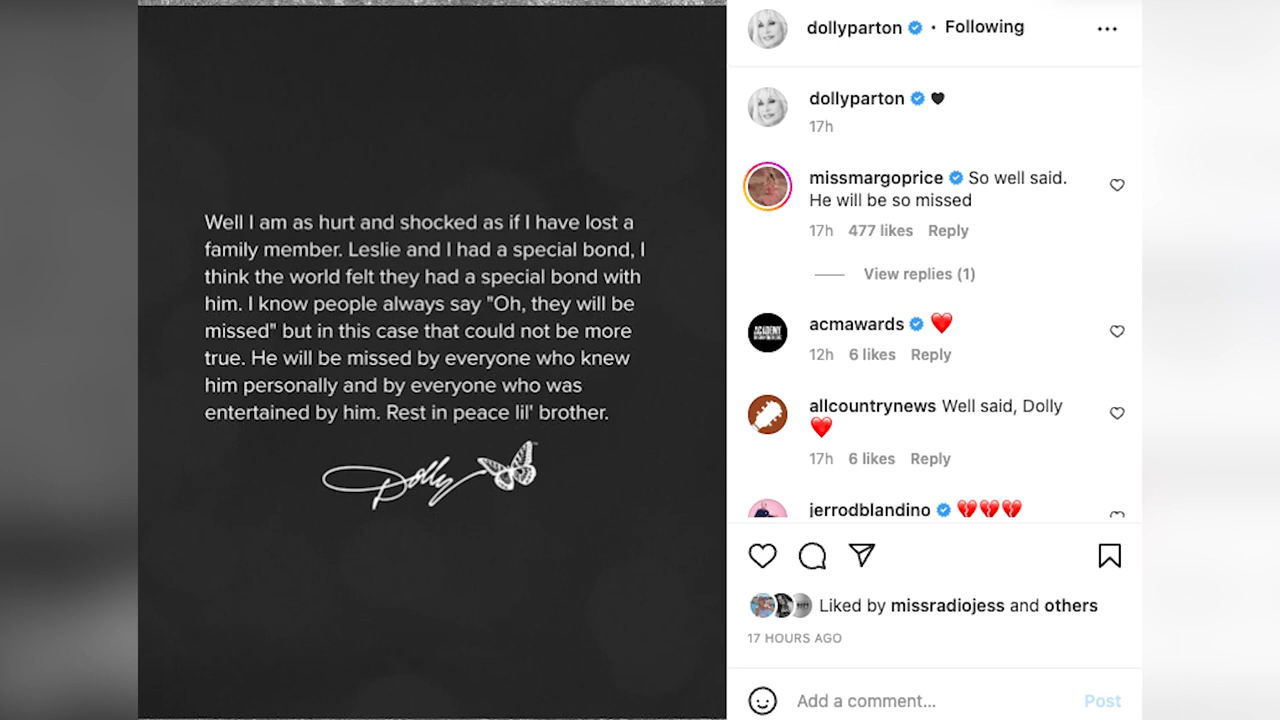 Well I am as hurt and shocked as if I have lost a
family member. Leslie and I had a special bond, I
think the world felt they had a special bond with
him. I know people always say "Oh, they will be
missed" but in this case that could not be more
true. He will be missed by everyone who knew
him personally and by everyone who was
entertained by him. Rest in peace lil' brother.
Dolly
dollyparton • Following
dollyparton 🖤
17h
missmargoprice So well said.
He will be so missed
17h 477 likes Reply
View replies (1)
ACADEMY
acmawards ❤️
12h 6 likes Reply
allcountrynews Well said, Dolly
❤️
17h 6 likes Reply
jerrodblandino 💔💔💔
Liked by missradiojess and others
17 HOURS AGO
Add a comment... Post